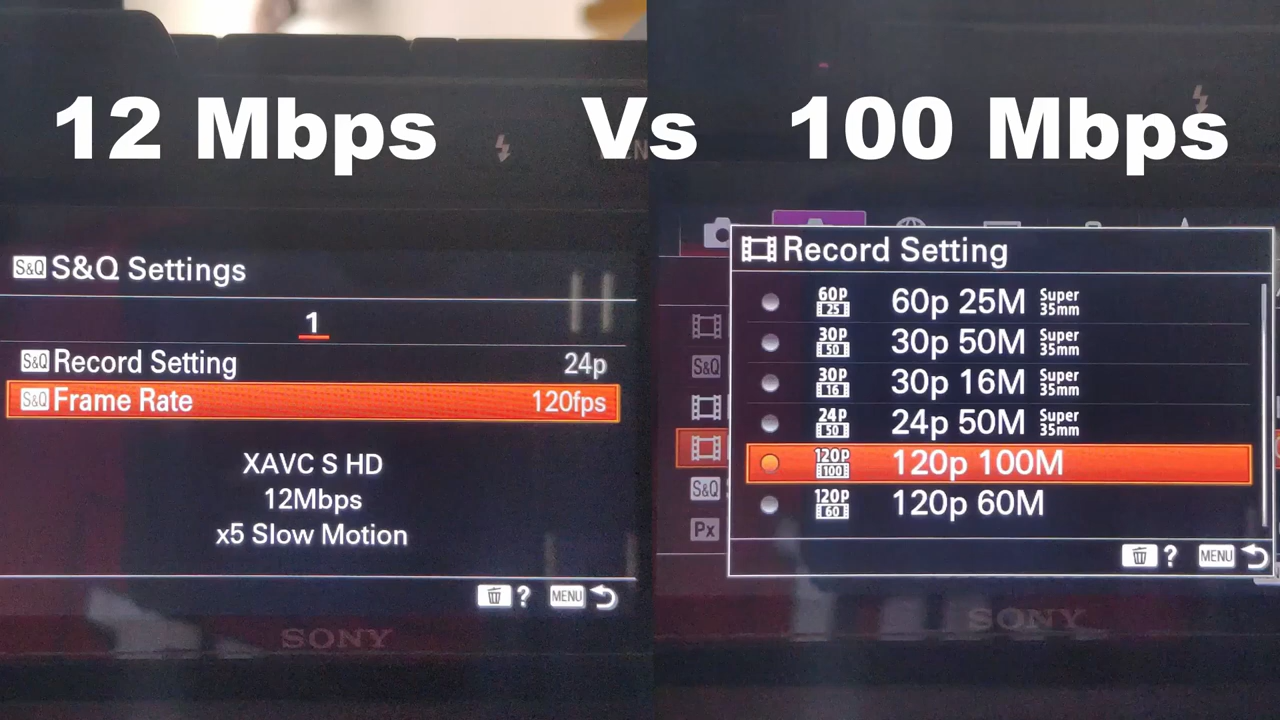 12 Mbps Vs 100 Mbps
S&Q S&Q Settings
1
S&Q Record Setting 24p
S&Q Frame Rate 120fps
XAVC S HD
12Mbps
x5 Slow Motion
? MENU
SONY
Record Setting
60P 25 60p 25M Super 35mm
30P 50 30p 50M Super 35mm
30P 16 30p 16M Super 35mm
24P 50 24p 50M Super 35mm
120P 100 120p 100M
120P 60 120p 60M
S&Q
S&Q
Px
? MENU
SONY